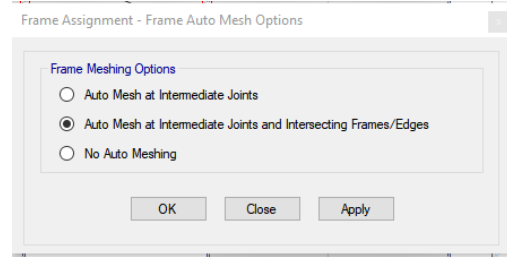 Frame Assignment - Frame Auto Mesh Options
x
Frame Meshing Options
Auto Mesh at Intermediate Joints
Auto Mesh at Intermediate Joints and Intersecting Frames/Edges
No Auto Meshing
OK Close Apply